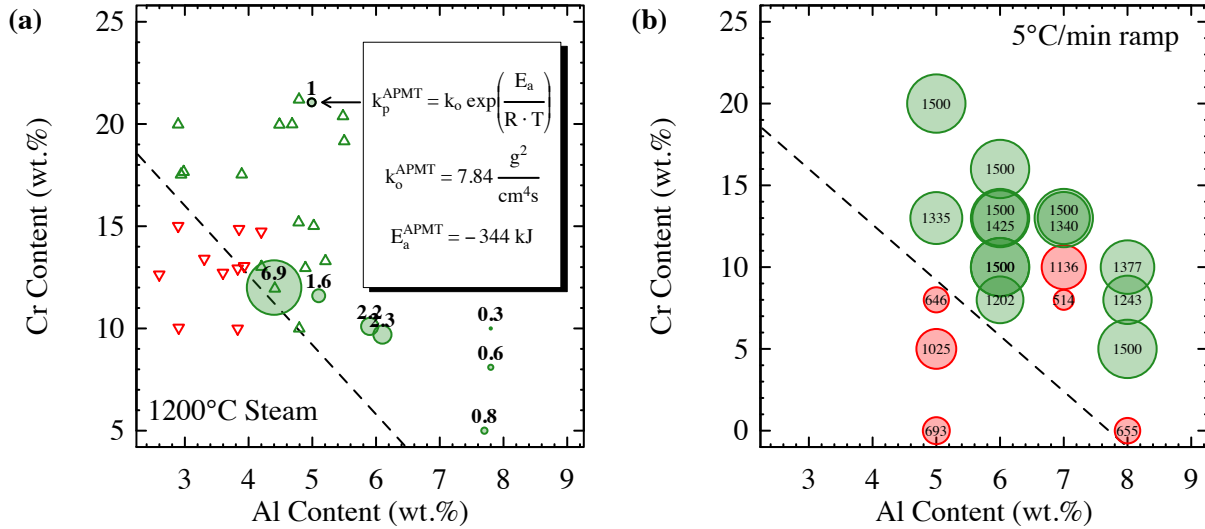 (a)
25
20
15
10
5
Cr Content (wt.%)
3 4 5 6 7 8 9
Al Content (wt.%)
1200°C Steam
1
6.9
1.6
2.2
2.3
0.3
0.6
0.8
k_p^APMT = k_o exp(E_a / R · T)
k_o^APMT = 7.84 g² / cm⁴s
E_a^APMT = – 344 kJ
(b)
5°C/min ramp
25
20
15
10
5
0
Cr Content (wt.%)
3 4 5 6 7 8 9
Al Content (wt.%)
1500
1500
1335
1500
1425
1500
1340
1500
1136
1377
646
1202
514
1243
1025
1500
693
655